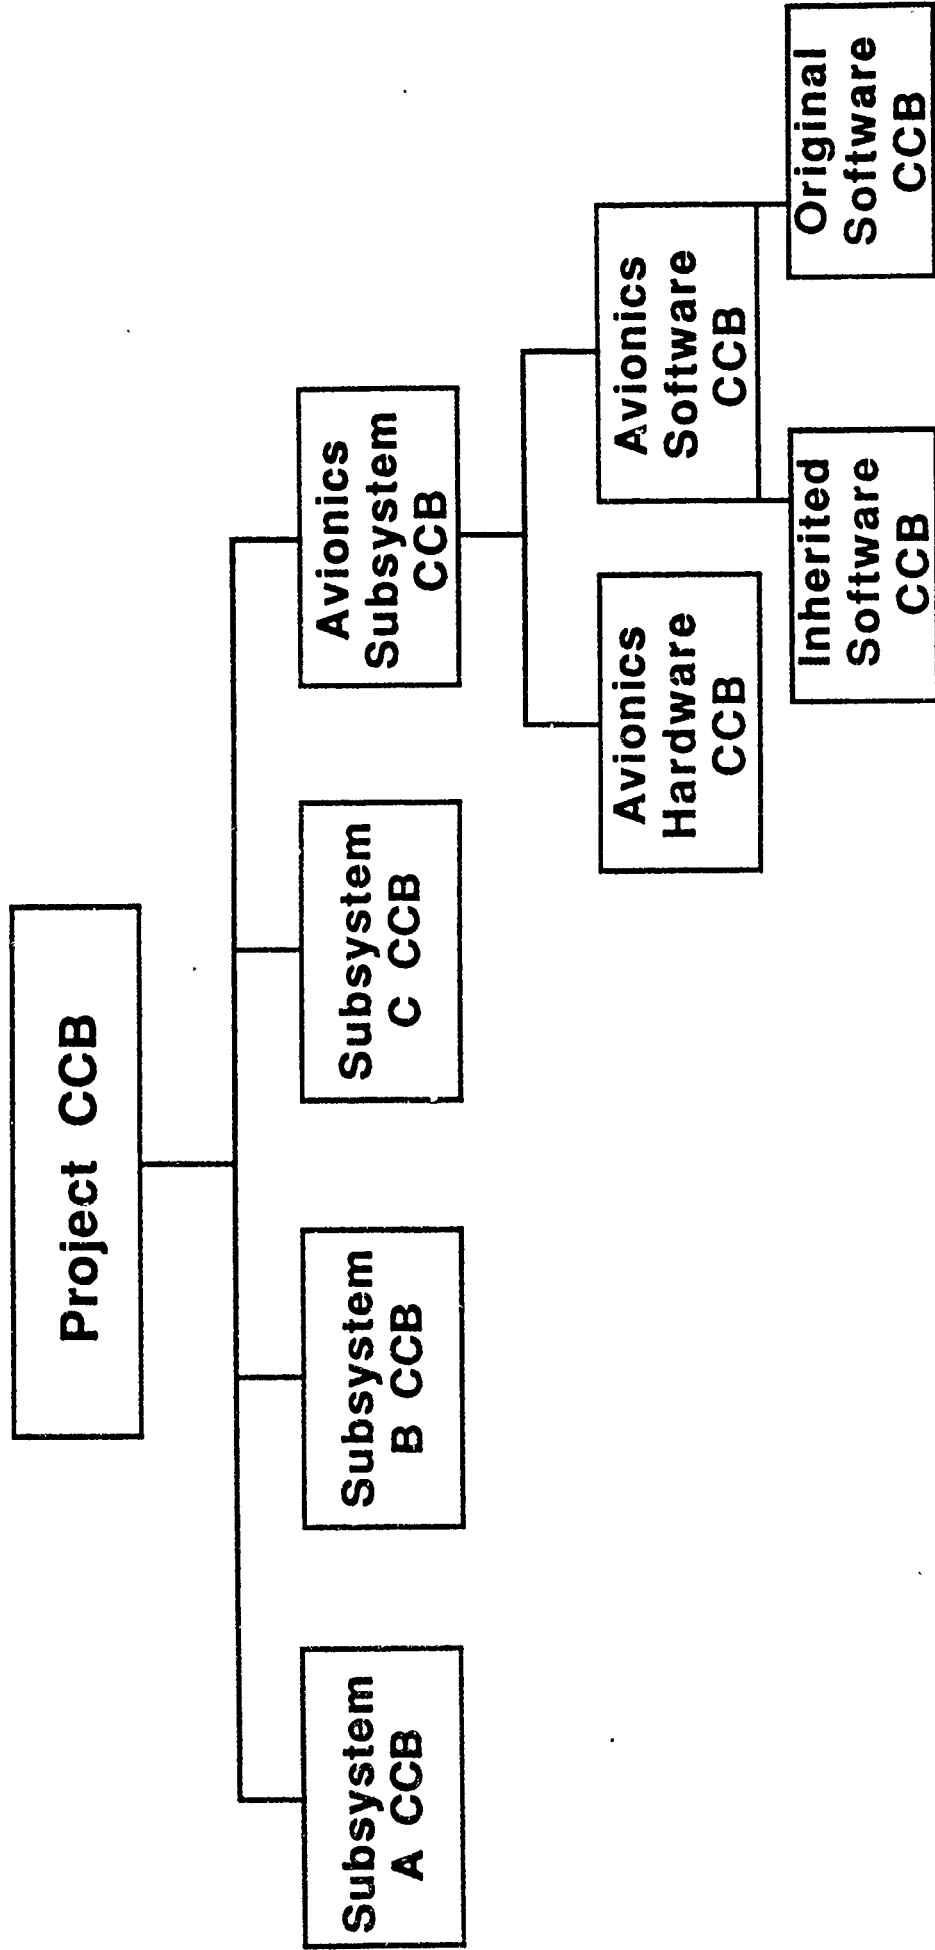 Project CCB
Subsystem
A CCB
Subsystem
B CCB
Subsystem
C CCB
Avionics
Subsystem
CCB
Avionics
Hardware
CCB
Avionics
Software
CCB
Inherited
Software
CCB
Original
Software
CCB